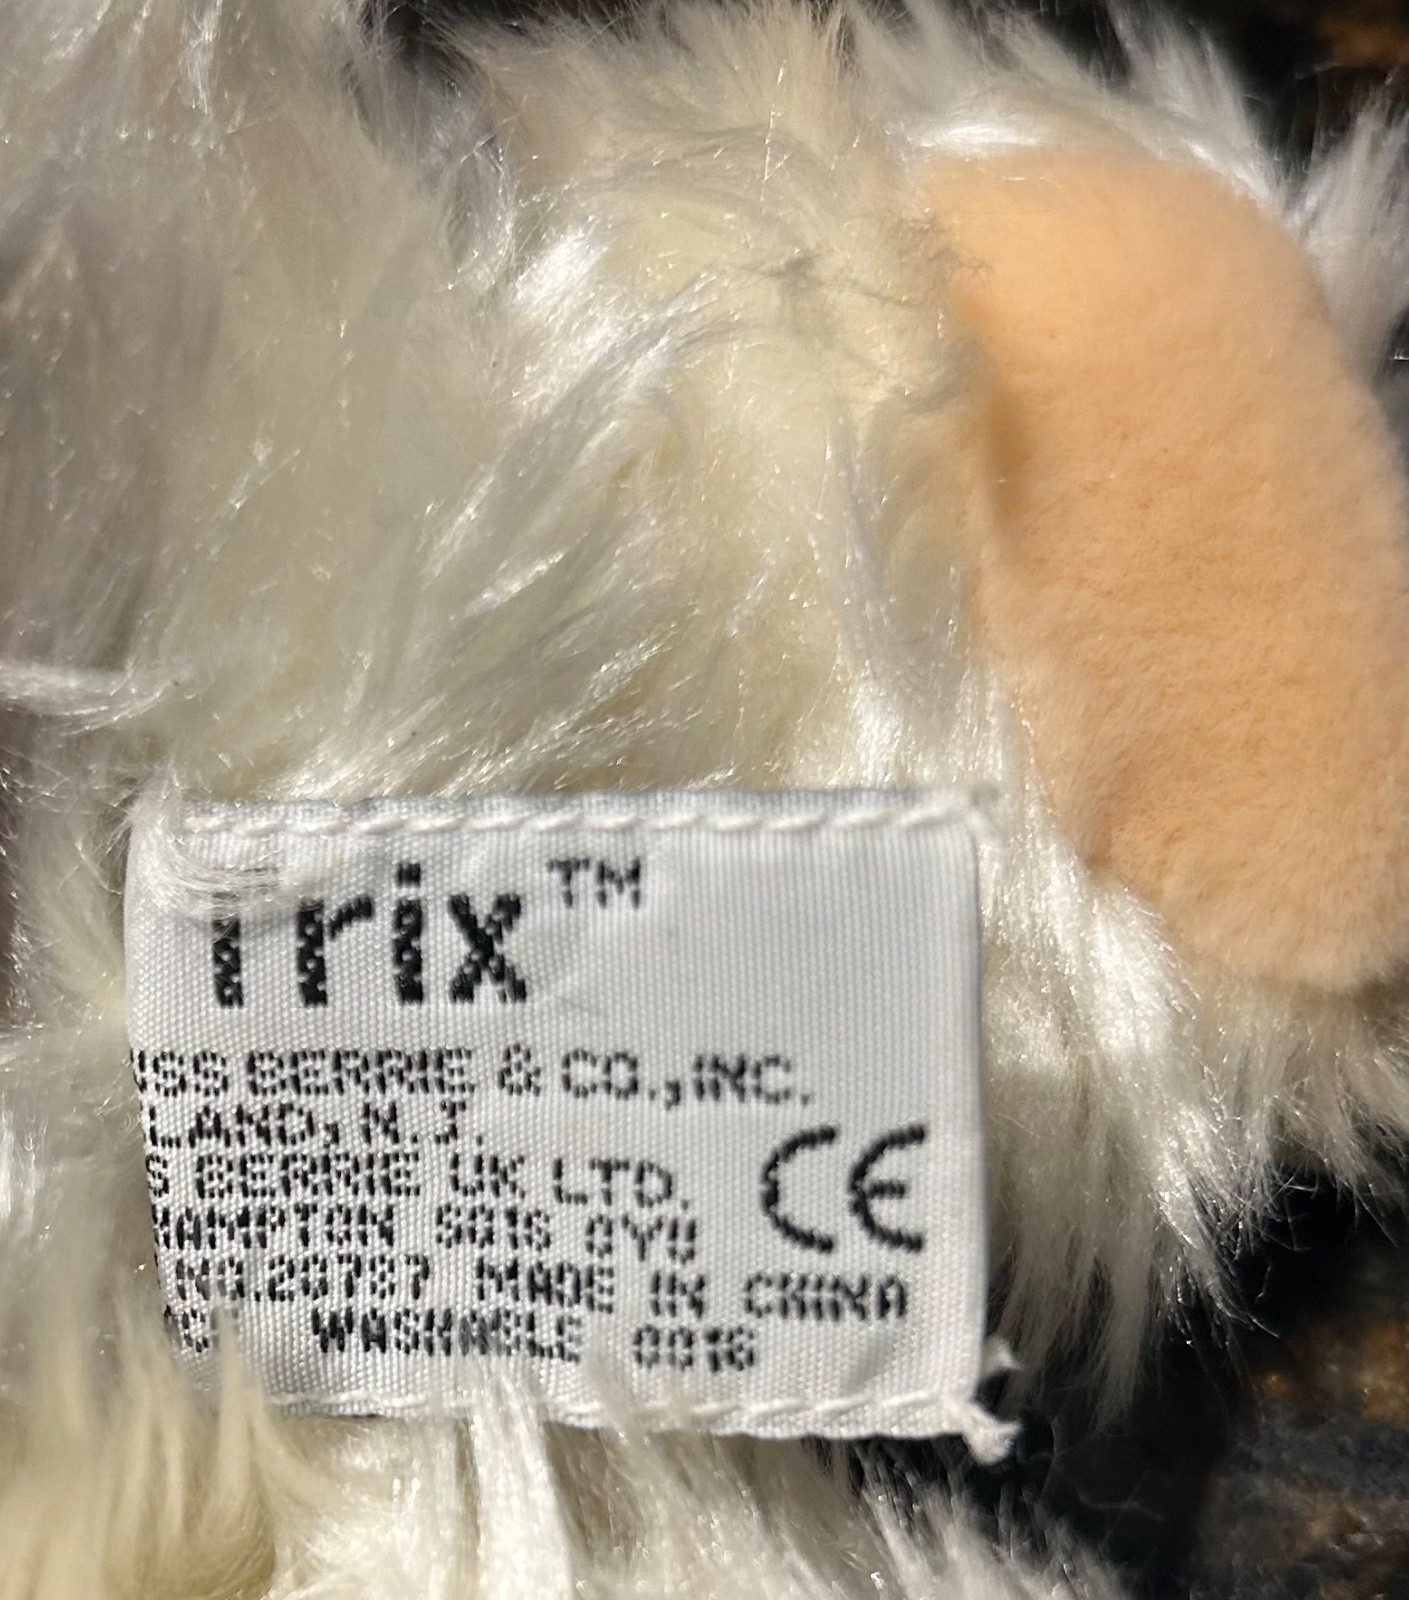 Trix™
USS BERRIE & CO., INC.
LAND, N.J.
S BERRIE UK LTD.
HAMPTON SO16 0YU
NO. 28787 MADE IN CHINA
WASHABLE 0016
CE